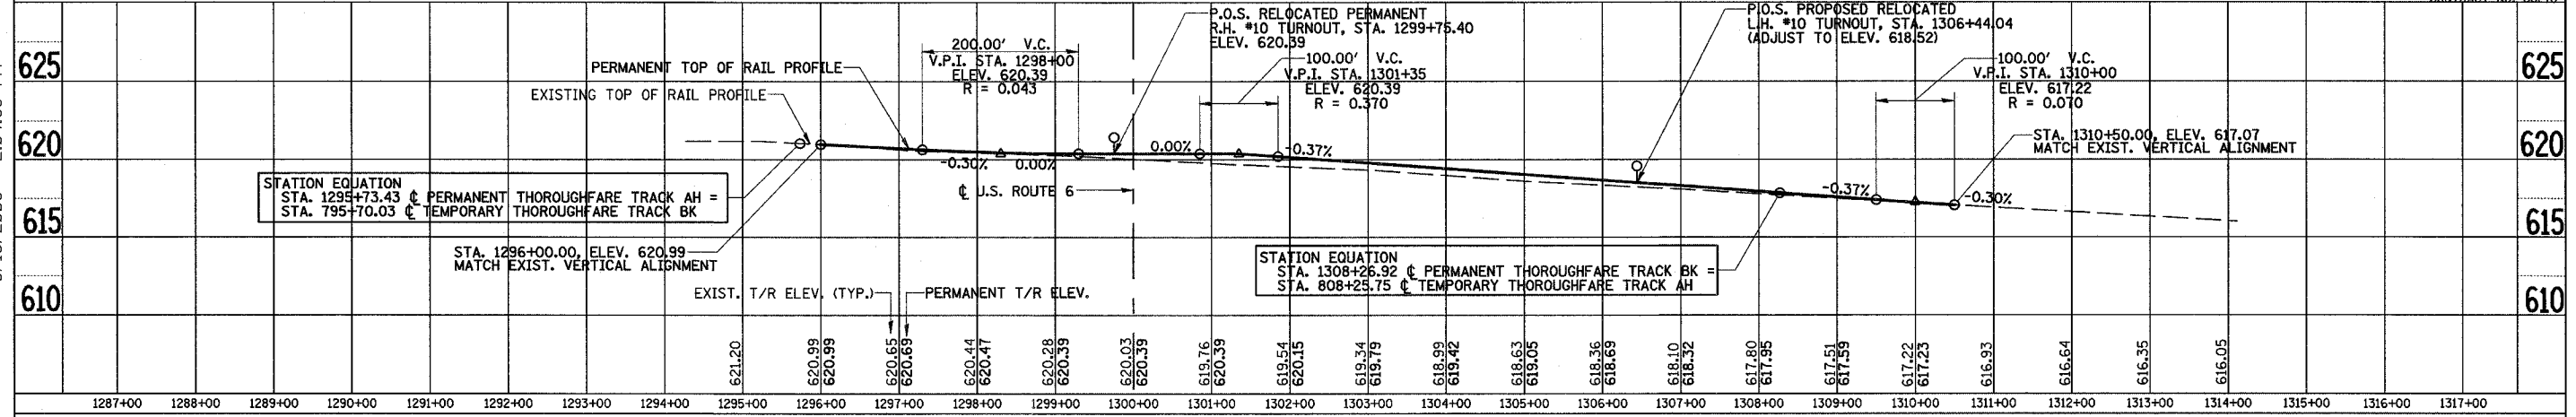 P.O.S. RELOCATED PERMANENT
R.H. #10 TURNOUT, STA. 1299+75.40
ELEV. 620.39
P.O.S. PROPOSED RELOCATED
L.H. #10 TURNOUT, STA. 1306+44.04
(ADJUST TO ELEV. 618.52)
200.00' V.C.
V.P.I. STA. 1298+00
ELEV. 620.39
R = 0.043
100.00' V.C.
V.P.I. STA. 1301+35
ELEV. 620.39
R = 0.370
100.00' V.C.
V.P.I. STA. 1310+00
ELEV. 617.22
R = 0.070
625
625
PERMANENT TOP OF RAIL PROFILE
EXISTING TOP OF RAIL PROFILE
620
620
-0.30%
0.00%
0.00%
-0.37%
-0.37%
-0.30%
STA. 1310+50.00, ELEV. 617.07
MATCH EXIST. VERTICAL ALIGNMENT
STATION EQUATION
STA. 1295+73.43 ℄ PERMANENT THOROUGHFARE TRACK AH =
STA. 795+70.03 ℄ TEMPORARY THOROUGHFARE TRACK BK
℄ U.S. ROUTE 6
615
615
STA. 1296+00.00, ELEV. 620.99
MATCH EXIST. VERTICAL ALIGNMENT
STATION EQUATION
STA. 1308+26.92 ℄ PERMANENT THOROUGHFARE TRACK BK =
STA. 808+25.75 ℄ TEMPORARY THOROUGHFARE TRACK AH
EXIST. T/R ELEV. (TYP.)
PERMANENT T/R ELEV.
610
610
621.20
620.99
620.99
620.65
620.69
620.44
620.47
620.28
620.39
620.03
620.39
619.76
620.39
619.54
620.15
619.34
619.79
618.99
619.42
618.63
619.05
618.36
618.69
618.10
618.32
617.80
617.95
617.51
617.59
617.22
617.23
616.93
616.64
616.35
616.05
1287+00 1288+00 1289+00 1290+00 1291+00 1292+00 1293+00 1294+00 1295+00 1296+00 1297+00 1298+00 1299+00 1300+00 1301+00 1302+00 1303+00 1304+00 1305+00 1306+00 1307+00 1308+00 1309+00 1310+00 1311+00 1312+00 1313+00 1314+00 1315+00 1316+00 1317+00